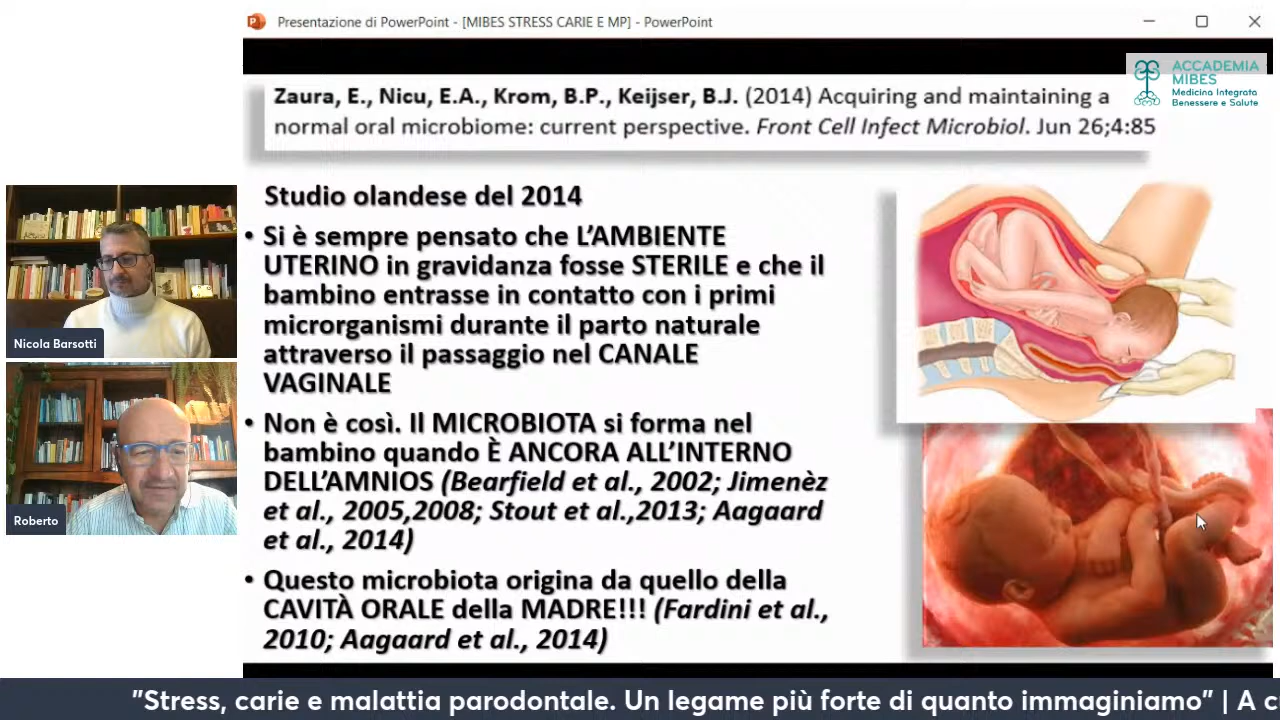 Presentazione di PowerPoint - [MIBES STRESS CARIE E MP] - PowerPoint
ACCADEMIA
MIBES
Medicina Integrata
Benessere e Salute
Zaura, E., Nicu, E.A., Krom, B.P., Keijser, B.J. (2014) Acquiring and maintaining a
normal oral microbiome: current perspective. Front Cell Infect Microbiol. Jun 26;4:85
Studio olandese del 2014
• Si è sempre pensato che L'AMBIENTE
UTERINO in gravidanza fosse STERILE e che il
bambino entrasse in contatto con i primi
microrganismi durante il parto naturale
attraverso il passaggio nel CANALE
VAGINALE
• Non è così. Il MICROBIOTA si forma nel
bambino quando È ANCORA ALL'INTERNO
DELL'AMNIOS (Bearfield et al., 2002; Jimenèz
et al., 2005,2008; Stout et al.,2013; Aagaard
et al., 2014)
• Questo microbiota origina da quello della
CAVITÀ ORALE della MADRE!!! (Fardini et al.,
2010; Aagaard et al., 2014)
Nicola Barsotti
Roberto
"Stress, carie e malattia parodontale. Un legame più forte di quanto immaginiamo" | A c